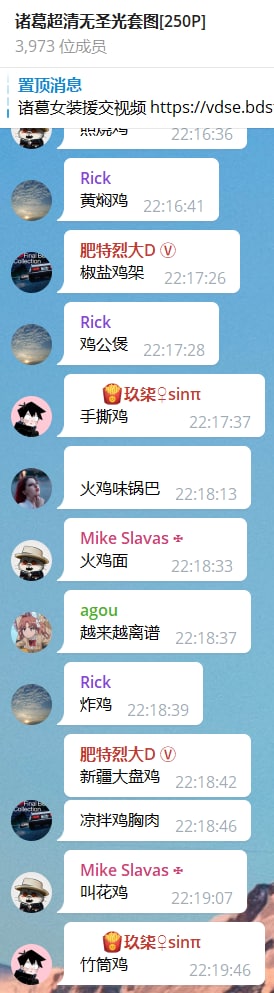 诸葛超清无圣光套图[250P]
3,973 位成员
置顶消息
诸葛女装援交视频 https://vdse.bds
照烧鸡 22:16:36
Rick
黄焖鸡 22:16:41
肥特烈大D Ⓥ
椒盐鸡架 22:17:26
Rick
鸡公煲 22:17:28
🍟玖柒♀sinπ
手撕鸡 22:17:37
火鸡味锅巴 22:18:13
Mike Slavas ✠
火鸡面 22:18:33
agou
越来越离谱 22:18:37
Rick
炸鸡 22:18:39
肥特烈大D Ⓥ
新疆大盘鸡 22:18:42
凉拌鸡胸肉 22:18:46
Mike Slavas ✠
叫花鸡 22:19:07
🍟玖柒♀sinπ
竹筒鸡 22:19:46